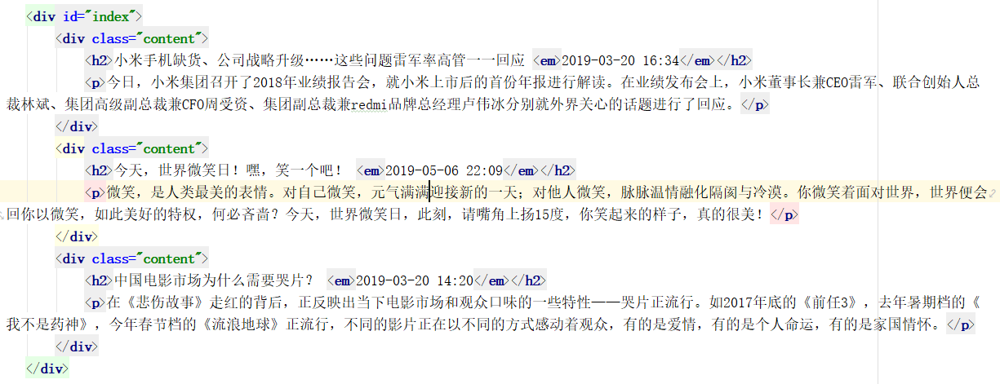 <div id="index">
<div class="content">
<h2>小米手机缺货、公司战略升级……这些问题雷军率高管一一回应 <em>2019-03-20 16:34</em></h2>
<p>今日，小米集团召开了2018年业绩报告会，就小米上市后的首份年报进行解读。在业绩发布会上，小米董事长兼CEO雷军、联合创始人总
裁林斌、集团高级副总裁兼CFO周受资、集团副总裁兼redmi品牌总经理卢伟冰分别就外界关心的话题进行了回应。</p>
</div>
<div class="content">
<h2>今天，世界微笑日！嘿，笑一个吧！ <em>2019-05-06 22:09</em></h2>
<p>微笑，是人类最美的表情。对自己微笑，元气满满迎接新的一天；对他人微笑，脉脉温情融化隔阂与冷漠。你微笑着面对世界，世界便会
回你以微笑，如此美好的特权，何必吝啬？今天，世界微笑日，此刻，请嘴角上扬15度，你笑起来的样子，真的很美！</p>
</div>
<div class="content">
<h2>中国电影市场为什么需要哭片？ <em>2019-03-20 14:20</em></h2>
<p>在《悲伤故事》走红的背后，正反映出当下电影市场和观众口味的一些特性——哭片正流行。如2017年底的《前任3》，去年暑期档的《
我不是药神》，今年春节档的《流浪地球》正流行，不同的影片正在以不同的方式感动着观众，有的是爱情，有的是个人命运，有的是家国情怀。</p>
</div>
</div>